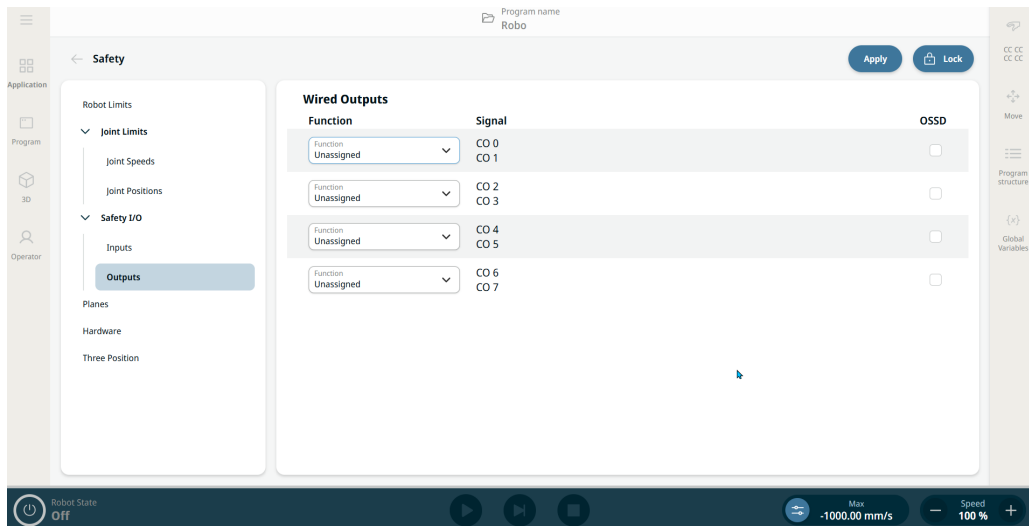 Program name
Robo
Application
Program
3D
Operator
Safety
Apply
Lock
Robot Limits
Joint Limits
Joint Speeds
Joint Positions
Safety I/O
Inputs
Outputs
Planes
Hardware
Three Position
Wired Outputs
Function Signal OSSD
Function
Unassigned
CO 0
CO 1
Function
Unassigned
CO 2
CO 3
Function
Unassigned
CO 4
CO 5
Function
Unassigned
CO 6
CO 7
CC CC
CC CC
Move
Program
structure
{x}
Global
Variables
Robot State
Off
Max
-1000.00 mm/s
Speed
100 %